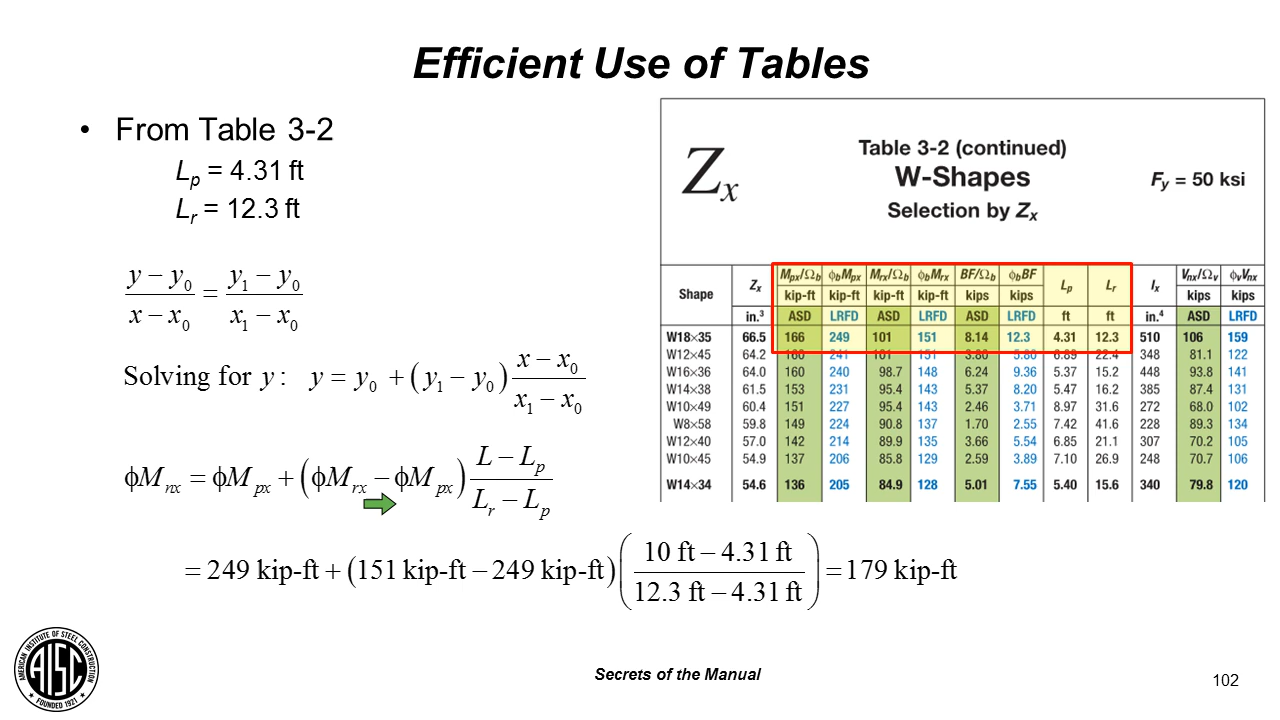 Efficient Use of Tables
• From Table 3-2
Lp = 4.31 ft
Lr = 12.3 ft
(y − y0)/(x − x0) = (y1 − y0)/(x1 − x0)
Solving for y : y = y0 + (y1 − y0) (x − x0)/(x1 − x0)
ϕMnx = ϕMpx + (ϕMrx − ϕMpx) (L − Lp)/(Lr − Lp)
= 249 kip-ft + (151 kip-ft − 249 kip-ft) ((10 ft − 4.31 ft)/(12.3 ft − 4.31 ft)) = 179 kip-ft
Zx
Table 3-2 (continued)
W-Shapes
Selection by Zx
Fy = 50 ksi
Shape Zx Mpx/Ωb ϕbMpx Mrx/Ωb ϕbMrx BF/Ωb ϕbBF Lp Lr Ix Vnx/Ωv ϕvVnx
kip-ft kip-ft kip-ft kip-ft kips kips kips kips
in.3 ASD LRFD ASD LRFD ASD LRFD ft ft in.4 ASD LRFD
W18×35 66.5 166 249 101 151 8.14 12.3 4.31 12.3 510 106 159
W12×45 64.2 160 241 101 151 3.80 5.80 6.89 22.4 348 81.1 122
W16×36 64.0 160 240 98.7 148 6.24 9.36 5.37 15.2 448 93.8 141
W14×38 61.5 153 231 95.4 143 5.37 8.20 5.47 16.2 385 87.4 131
W10×49 60.4 151 227 95.4 143 2.46 3.71 8.97 31.6 272 68.0 102
W8×58 59.8 149 224 90.8 137 1.70 2.55 7.42 41.6 228 89.3 134
W12×40 57.0 142 214 89.9 135 3.66 5.54 6.85 21.1 307 70.2 105
W10×45 54.9 137 206 85.8 129 2.59 3.89 7.10 26.9 248 70.7 106
W14×34 54.6 136 205 84.9 128 5.01 7.55 5.40 15.6 340 79.8 120
AMERICAN INSTITUTE OF STEEL CONSTRUCTION
AISC
FOUNDED 1921
Secrets of the Manual
102